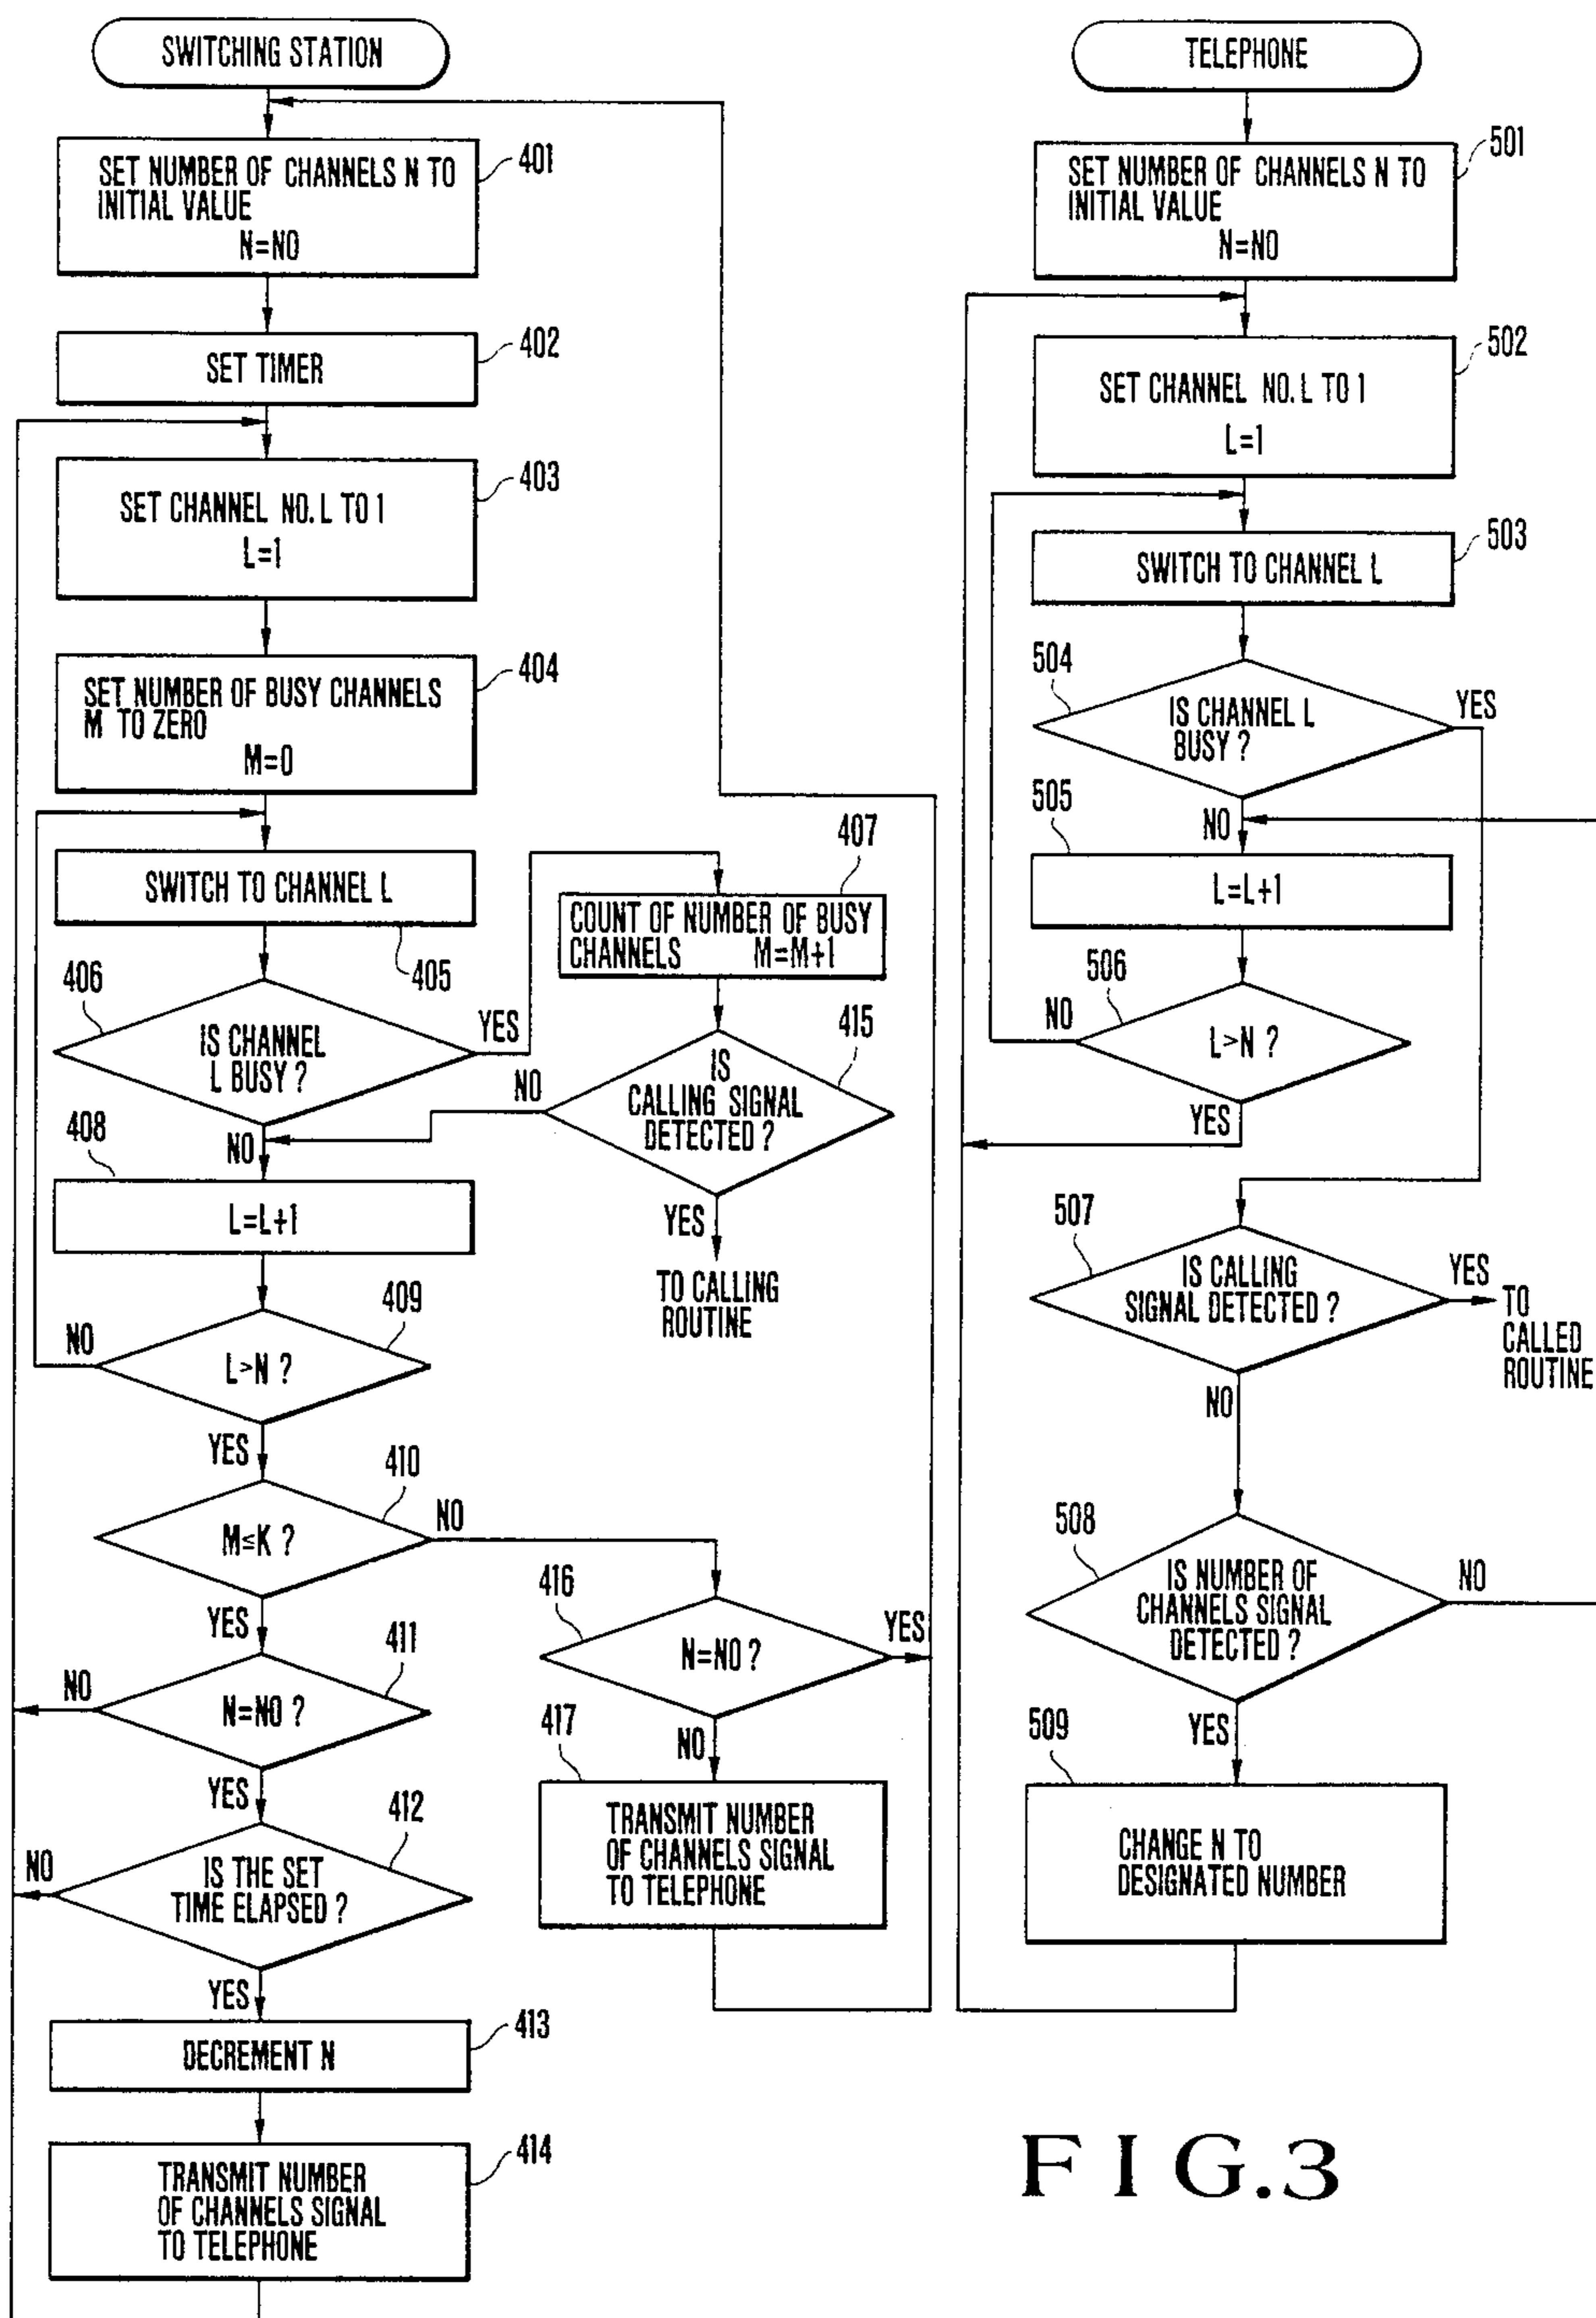 SWITCHING STATION
401
SET NUMBER OF CHANNELS N TO
INITIAL VALUE
N=N0
402
SET TIMER
403
SET CHANNEL NO. L TO 1
L=1
404
SET NUMBER OF BUSY CHANNELS
M TO ZERO
M=0
SWITCH TO CHANNEL L
405
406
IS CHANNEL
L BUSY ?
YES
NO
407
COUNT OF NUMBER OF BUSY
CHANNELS M=M+1
415
IS
CALLING SIGNAL
DETECTED ?
NO
YES
TO CALLING
ROUTINE
408
L=L+1
409
L>N ?
NO
YES
410
M≤K ?
NO
YES
411
N=N0 ?
NO
YES
412
IS THE SET
TIME ELAPSED ?
NO
YES
413
DECREMENT N
414
TRANSMIT NUMBER
OF CHANNELS SIGNAL
TO TELEPHONE
416
N=N0 ?
YES
NO
417
TRANSMIT NUMBER
OF CHANNELS SIGNAL
TO TELEPHONE
TELEPHONE
501
SET NUMBER OF CHANNELS N TO
INITIAL VALUE
N=N0
502
SET CHANNEL NO. L TO 1
L=1
503
SWITCH TO CHANNEL L
504
IS CHANNEL L
BUSY ?
YES
NO
505
L=L+1
506
L>N ?
NO
YES
507
IS CALLING
SIGNAL DETECTED ?
YES
TO
CALLED
ROUTINE
NO
508
IS NUMBER OF
CHANNELS SIGNAL
DETECTED ?
NO
YES
509
CHANGE N TO
DESIGNATED NUMBER
FIG.3